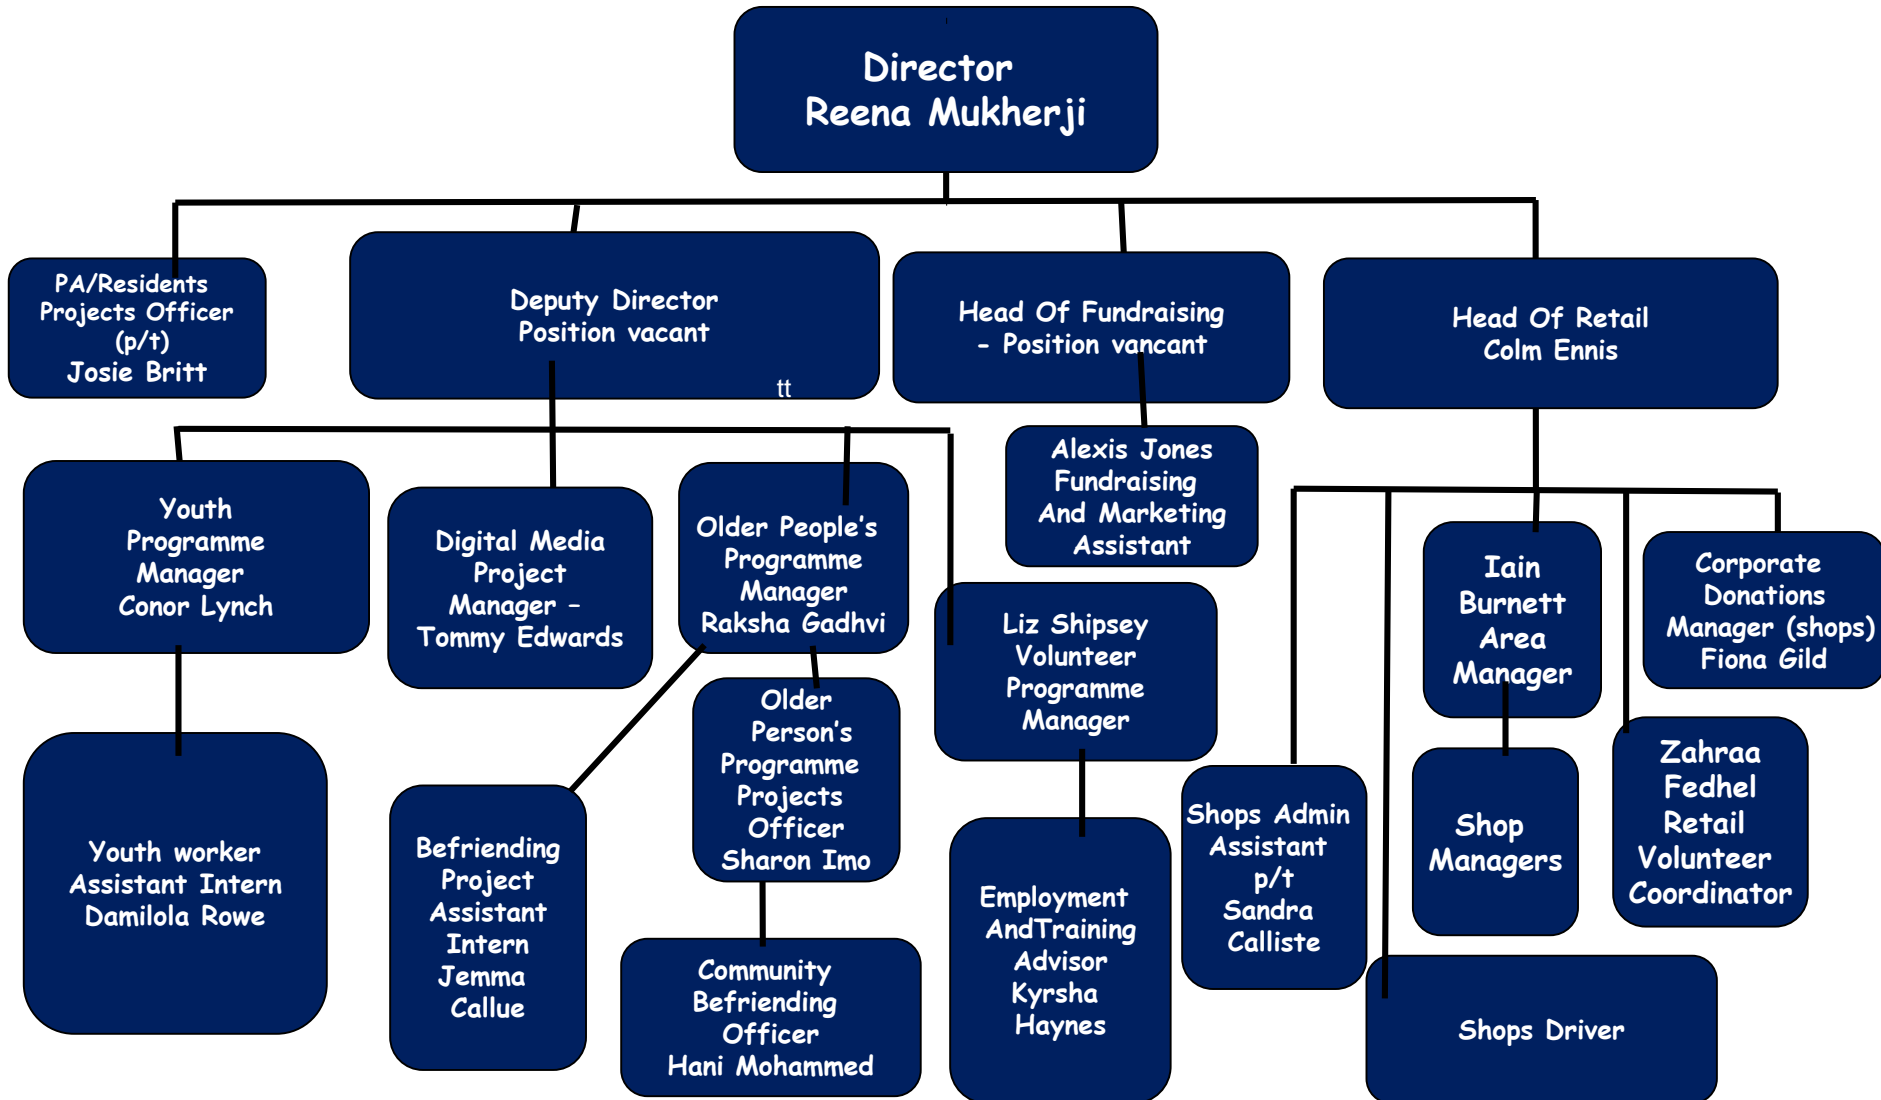 Director
Reena Mukherji
PA/Residents
Projects Officer
(p/t)
Josie Britt
Deputy Director
Position vacant
tt
Head Of Fundraising
- Position vancant
Head Of Retail
Colm Ennis
Youth
Programme
Manager
Conor Lynch
Digital Media
Project
Manager –
Tommy Edwards
Older People’s
Programme
Manager
Raksha Gadhvi
Alexis Jones
Fundraising
And Marketing
Assistant
Liz Shipsey
Volunteer
Programme
Manager
Iain
Burnett
Area
Manager
Corporate
Donations
Manager (shops)
Fiona Gild
Youth worker
Assistant Intern
Damilola Rowe
Befriending
Project
Assistant
Intern
Jemma
Callue
Older
Person’s
Programme
Projects
Officer
Sharon Imo
Community
Befriending
Officer
Hani Mohammed
Employment
AndTraining
Advisor
Kyrsha
Haynes
Shops Admin
Assistant
p/t
Sandra
Calliste
Shop
Managers
Zahraa
Fedhel
Retail
Volunteer
Coordinator
Shops Driver